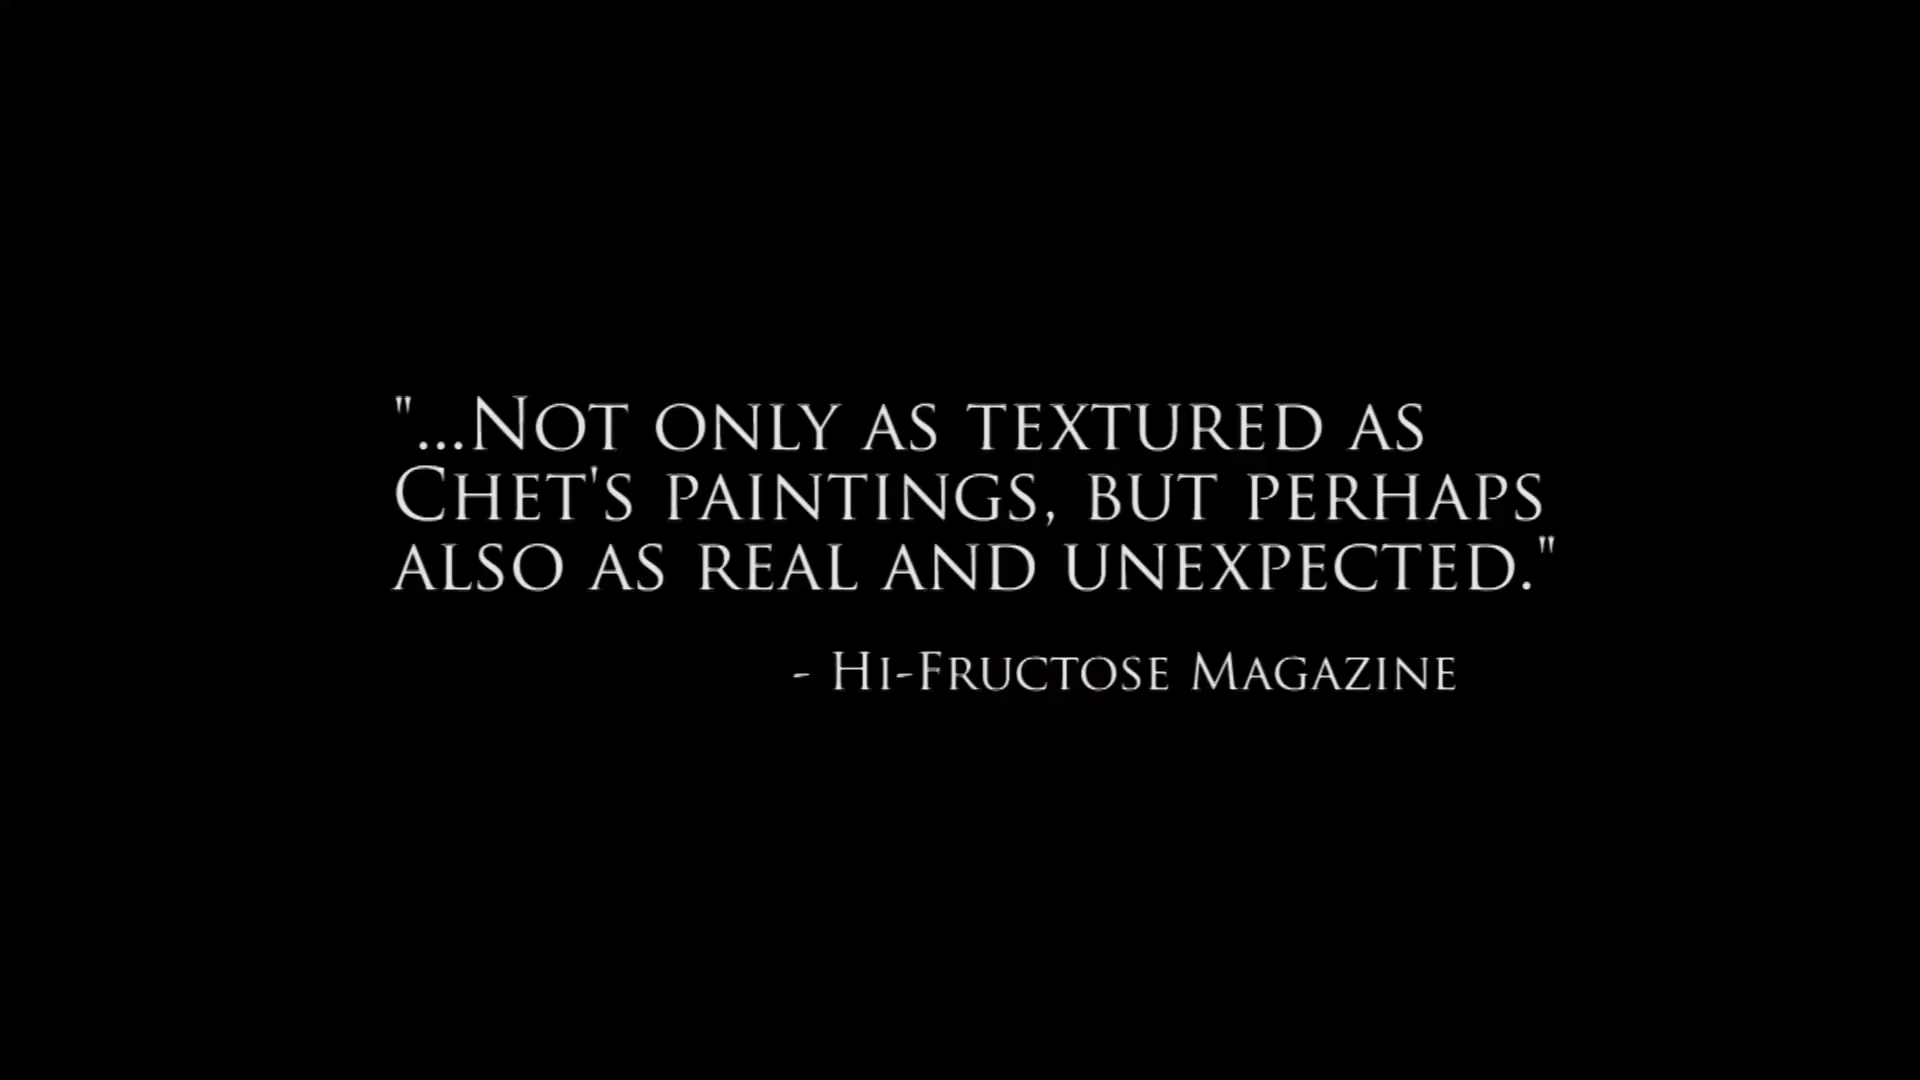 "...Not only as textured as
Chet's paintings, but perhaps
also as real and unexpected."
- Hi-Fructose Magazine